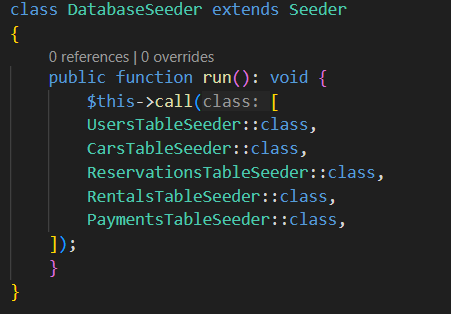 class DatabaseSeeder extends Seeder
{
0 references | 0 overrides
public function run(): void {
$this->call(class: [
UsersTableSeeder::class,
CarsTableSeeder::class,
ReservationsTableSeeder::class,
RentalsTableSeeder::class,
PaymentsTableSeeder::class,
]);
}
}